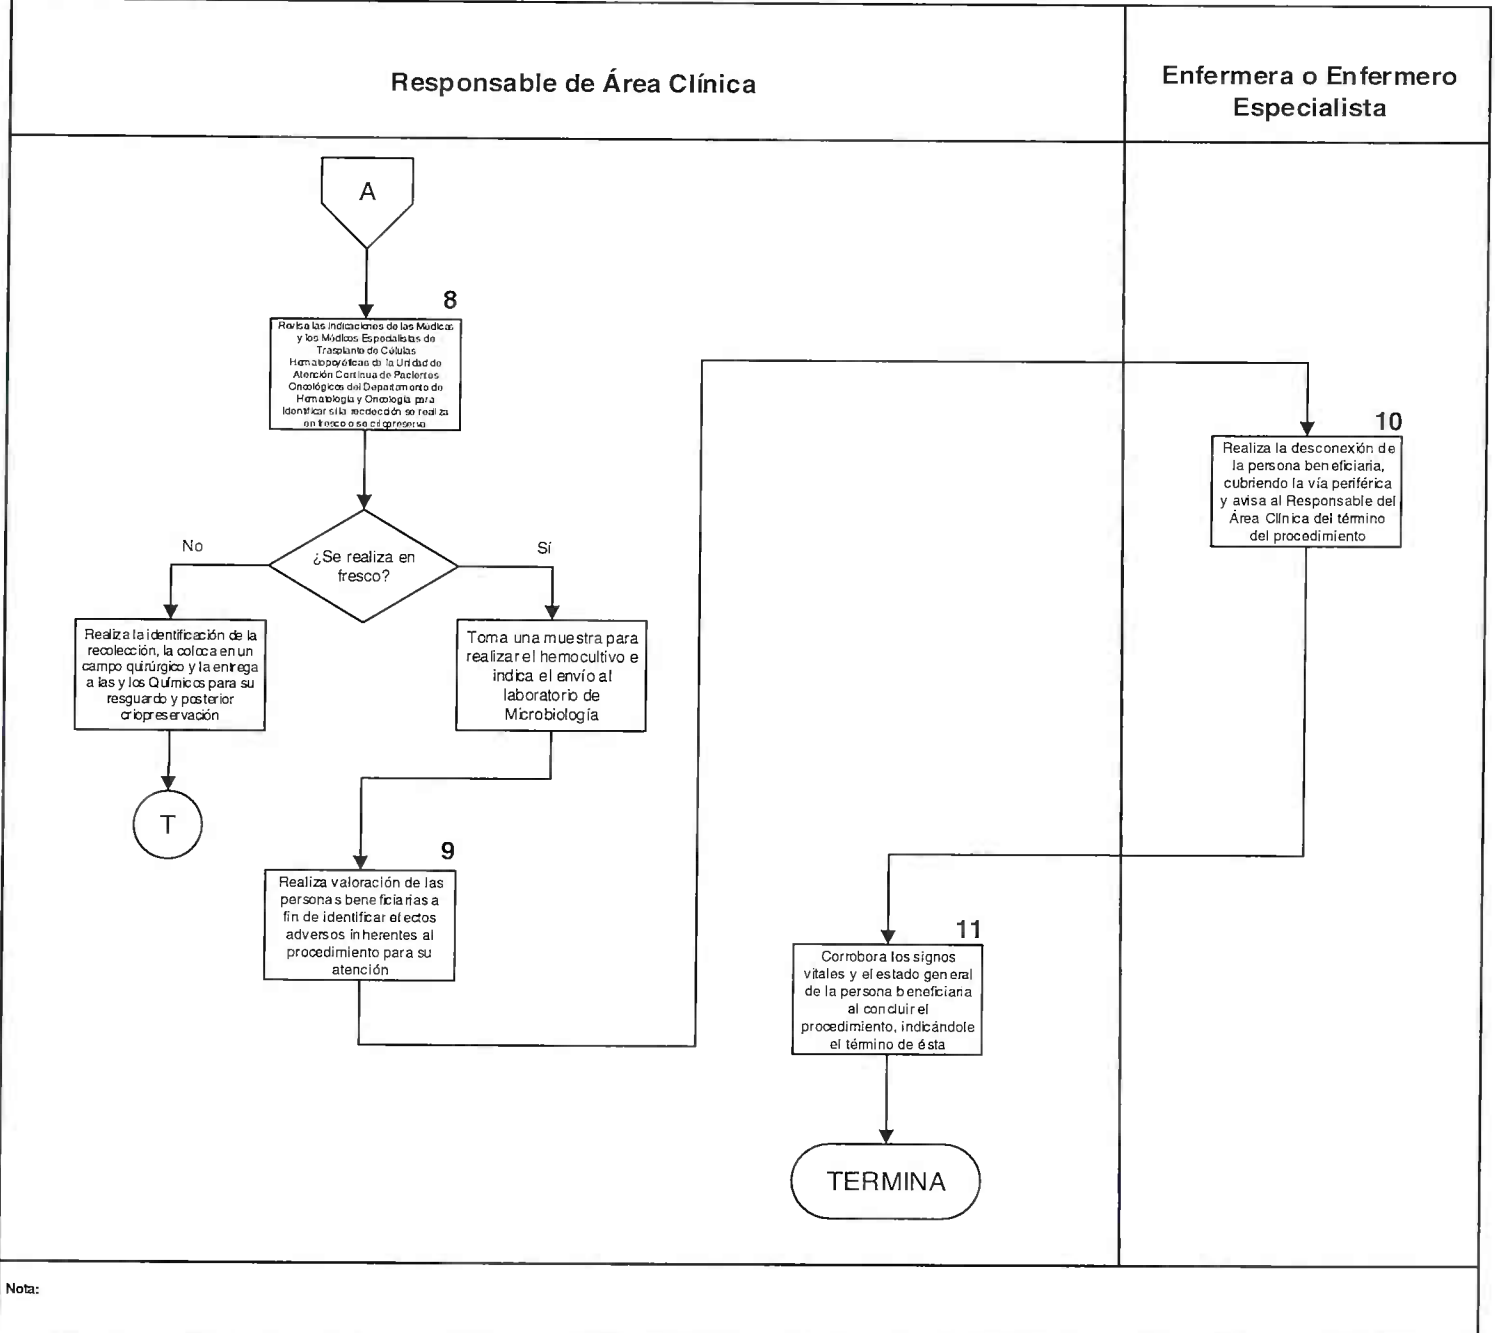 Responsable de Área Clínica
Enfermera o Enfermero
Especialista
A
8
Revisa las indicaciones de las Médicas
y los Médicos Especialistas de
Trasplante de Células
Hematopoyéticas de la Unidad de
Atención Continua de Pacientes
Oncológicos del Departamento de
Hematología y Oncología para
identificar si la recolección se realiza
en fresco o se criopreserva
¿Se realiza en
fresco?
No
Sí
Realiza la identificación de la
recolección, la coloca en un
campo quirúrgico y la entrega
a las y los Químicos para su
resguardo y posterior
criopreservación
T
Toma una muestra para
realizar el hemocultivo e
indica el envío al
laboratorio de
Microbiología
9
Realiza valoración de las
personas beneficiarias a
fin de identificar efectos
adversos inherentes al
procedimiento para su
atención
10
Realiza la desconexión de
la persona beneficiaria,
cubriendo la vía periférica
y avisa al Responsable del
Área Clínica del término
del procedimiento
11
Corrobora los signos
vitales y el estado general
de la persona beneficiaria
al concluir el
procedimiento, indicándole
el término de ésta
TERMINA
Nota: